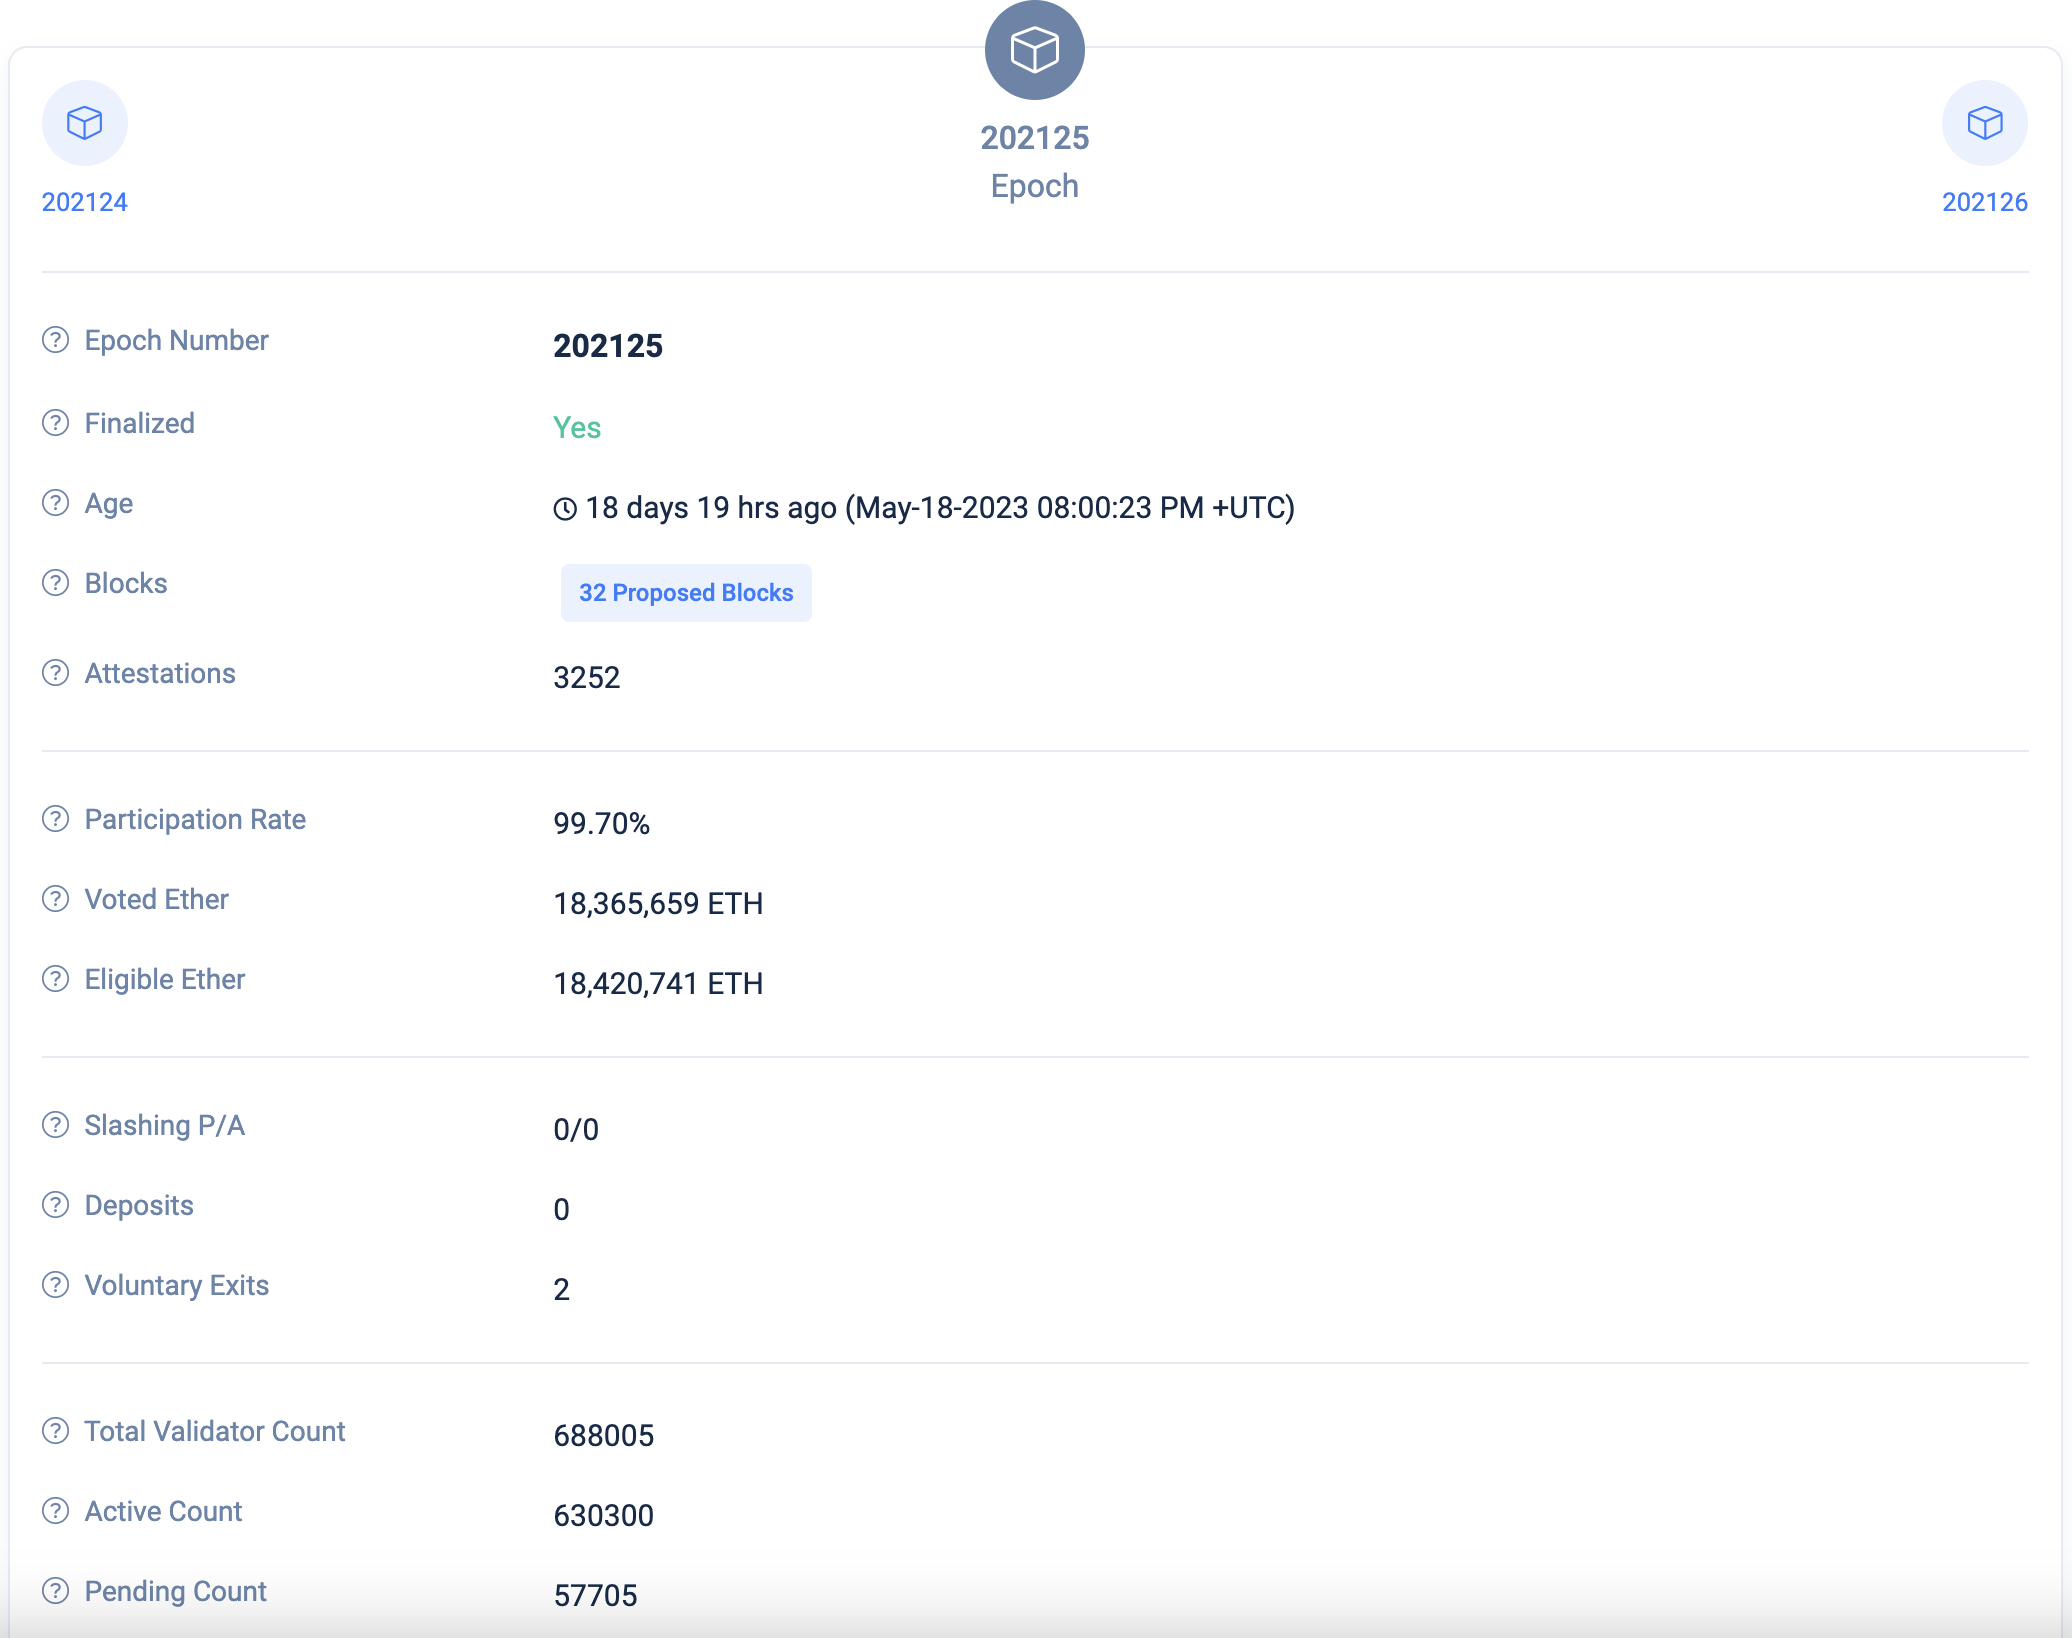 202125
Epoch
202124
202126
Epoch Number 202125
Finalized Yes
Age 18 days 19 hrs ago (May-18-2023 08:00:23 PM +UTC)
Blocks 32 Proposed Blocks
Attestations 3252
Participation Rate 99.70%
Voted Ether 18,365,659 ETH
Eligible Ether 18,420,741 ETH
Slashing P/A 0/0
Deposits 0
Voluntary Exits 2
Total Validator Count 688005
Active Count 630300
Pending Count 57705